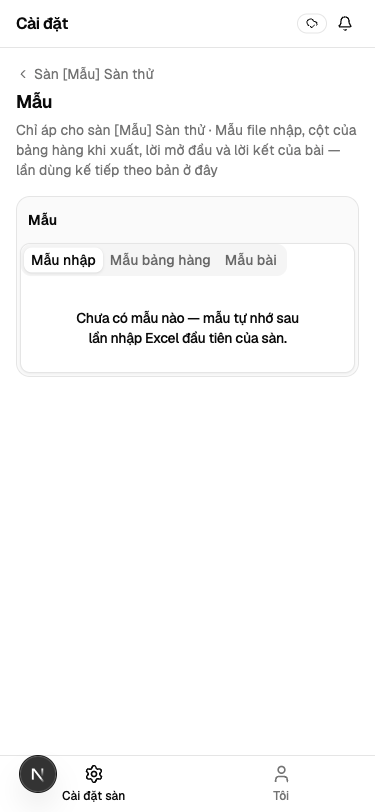 Cài đặt
Sàn [Mẫu] Sàn thử
Mẫu
Chỉ áp cho sàn [Mẫu] Sàn thử · Mẫu file nhập, cột của
bảng hàng khi xuất, lời mở đầu và lời kết của bài —
lần dùng kế tiếp theo bản ở đây
Mẫu
Mẫu nhập Mẫu bảng hàng Mẫu bài
Chưa có mẫu nào — mẫu tự nhớ sau
lần nhập Excel đầu tiên của sàn.
N
Cài đặt sàn Tôi